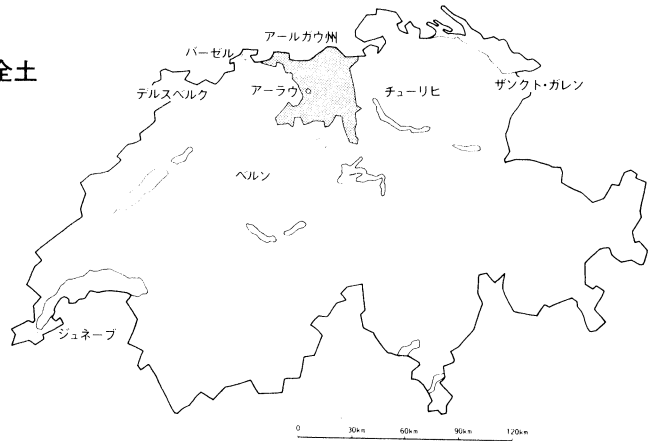 全土
アールガウ州
バーゼル
デルスベルク
アーラウ
チューリヒ
ザンクト・ガレン
ベルン
ジュネーブ
0 30km 60km 90km 120km